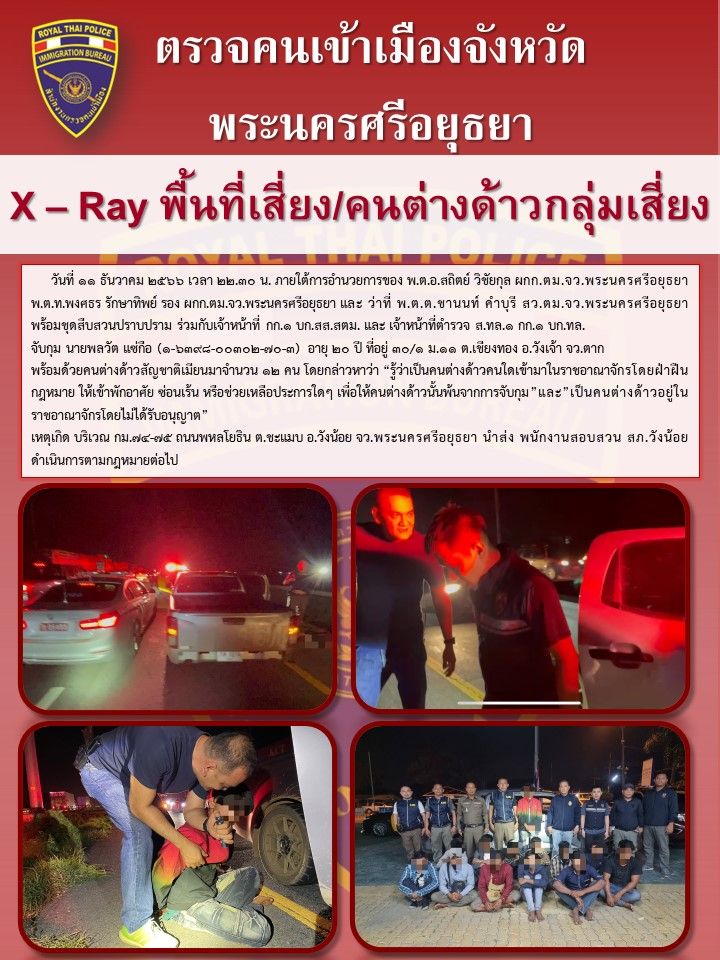 ROYAL THAI POLICE
IMMIGRATION BUREAU
สำนักงานตรวจคนเข้าเมือง
ตรวจคนเข้าเมืองจังหวัด
พระนครศรีอยุธยา
X – Ray พื้นที่เสี่ยง/คนต่างด้าวกลุ่มเสี่ยง
วันที่ ๑๑ ธันวาคม ๒๕๖๖ เวลา ๒๒.๓๐ น. ภายใต้การอำนวยการของ พ.ต.อ.สถิตย์ วิชัยกุล ผกก.ตม.จว.พระนครศรีอยุธยา
พ.ต.ท.พงศธร รักษาทิพย์ รอง ผกก.ตม.จว.พระนครศรีอยุธยา และ ว่าที่ พ.ต.ต.ชานนท์ คำบุรี สว.ตม.จว.พระนครศรีอยุธยา
พร้อมชุดสืบสวนปราบปราม ร่วมกับเจ้าหน้าที่ กก.๑ บก.สส.สตม. และ เจ้าหน้าที่ตำรวจ ส.ทล.๑ กก.๑ บก.ทล.
จับกุม นายพลวัต แซ่กือ (๑-๖๓๙๘-๐๐๓๐๒-๗๐-๓) อายุ ๒๐ ปี ที่อยู่ ๓๐/๑ ม.๑๑ ต.เชียงทอง อ.วังเจ้า จว.ตาก
พร้อมด้วยคนต่างด้าวสัญชาติเมียนมาจำนวน ๑๒ คน โดยกล่าวหาว่า “รู้ว่าเป็นคนต่างด้าวคนใดเข้ามาในราชอาณาจักรโดยฝ่าฝืน
กฎหมาย ให้เข้าพักอาศัย ซ่อนเร้น หรือช่วยเหลือประการใดๆ เพื่อให้คนต่างด้าวนั้นพ้นจากการจับกุม”และ”เป็นคนต่างด้าวอยู่ใน
ราชอาณาจักรโดยไม่ได้รับอนุญาต”
เหตุเกิด บริเวณ กม.๗๔-๗๕ ถนนพหลโยธิน ต.ชะแมบ อ.วังน้อย จว.พระนครศรีอยุธยา นำส่ง พนักงานสอบสวน สภ.วังน้อย
ดำเนินการตามกฎหมายต่อไป